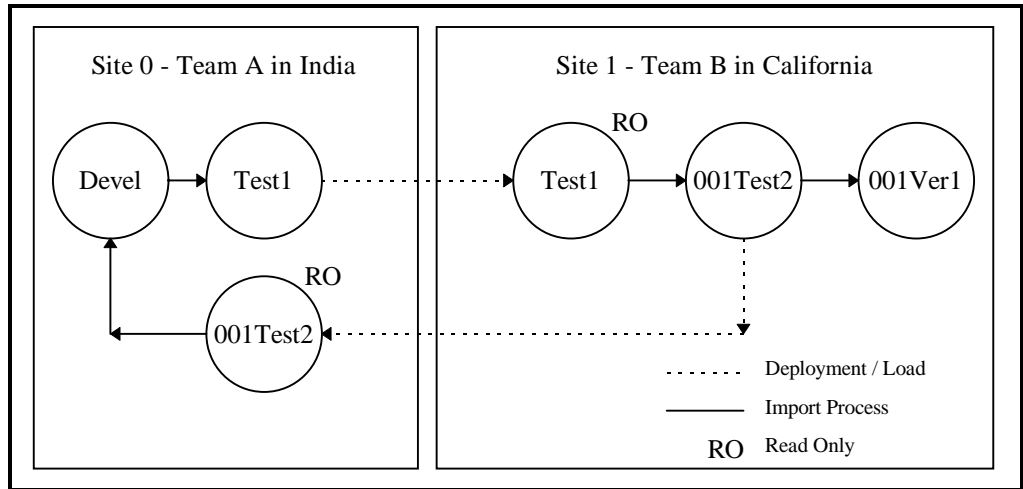 Site 0 - Team A in India
Site 1 - Team B in California
Devel
Test1
RO
Test1
001Test2
001Ver1
RO
001Test2
Deployment / Load
Import Process
RO Read Only